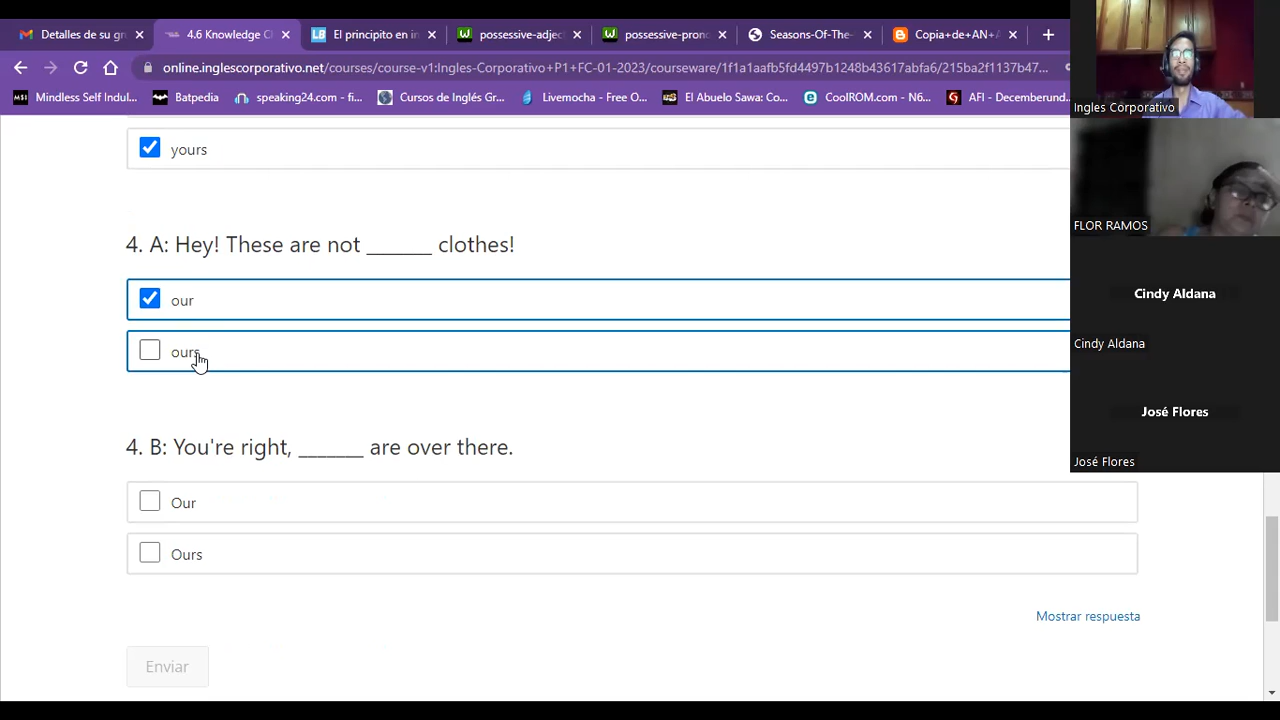 Detalles de su gr
4.6 Knowledge C
El principito en in
possessive-adject
possessive-prono
Seasons-Of-The-
Copia+de+AN+A
online.inglescorporativo.net/courses/course-v1:Ingles-Corporativo+P1+FC-01-2023/courseware/1f1a1aafb5fd4497b1248b43617abfa6/215ba2f1137b47...
Mindless Self Indul...
Batpedia
speaking24.com - fi...
Cursos de Inglés Gr...
Livemocha - Free O...
El Abuelo Sawa: Co...
CoolROM.com - N6...
AFI - Decemberund
Ingles Corporativo
yours
FLOR RAMOS
4. A: Hey! These are not _______ clothes!
our
ours
Cindy Aldana
Cindy Aldana
José Flores
José Flores
4. B: You're right, _______ are over there.
Our
Ours
Mostrar respuesta
Enviar